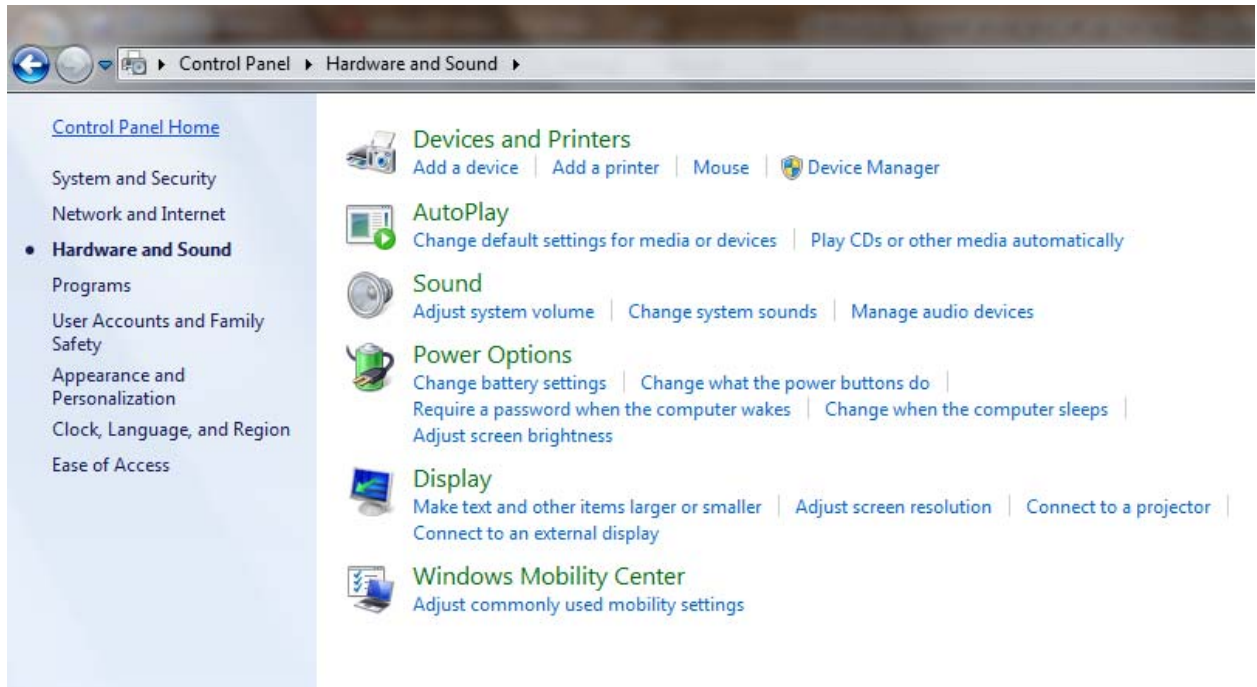 Control Panel Hardware and Sound
Control Panel Home
System and Security
Network and Internet
Hardware and Sound
Programs
User Accounts and Family
Safety
Appearance and
Personalization
Clock, Language, and Region
Ease of Access
Devices and Printers
Add a device Add a printer Mouse Device Manager
AutoPlay
Change default settings for media or devices Play CDs or other media automatically
Sound
Adjust system volume Change system sounds Manage audio devices
Power Options
Change battery settings Change what the power buttons do
Require a password when the computer wakes Change when the computer sleeps
Adjust screen brightness
Display
Make text and other items larger or smaller Adjust screen resolution Connect to a projector
Connect to an external display
Windows Mobility Center
Adjust commonly used mobility settings